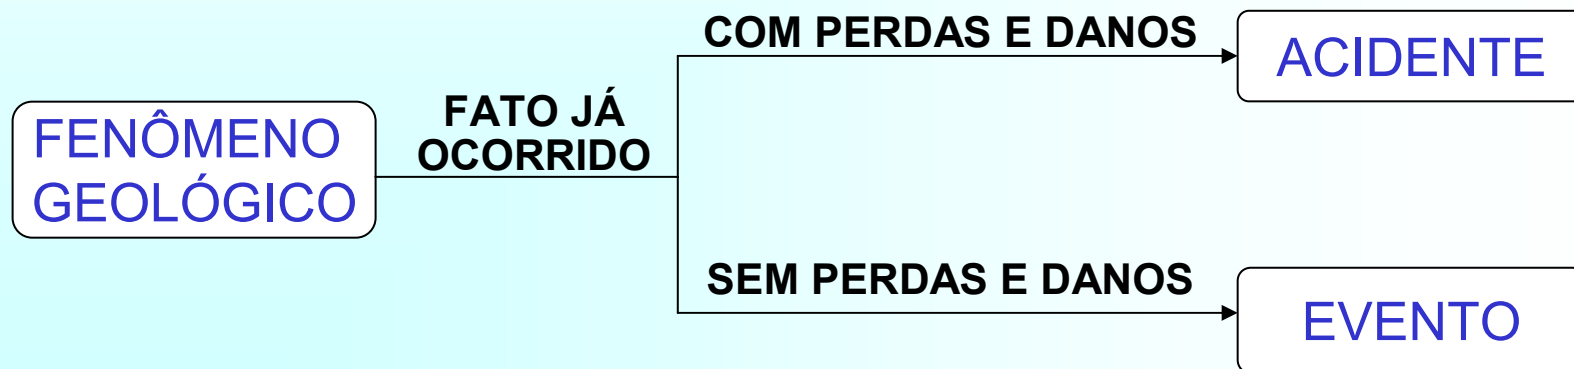 COM PERDAS E DANOS
ACIDENTE
FENÔMENO
GEOLÓGICO
FATO JÁ
OCORRIDO
SEM PERDAS E DANOS
EVENTO